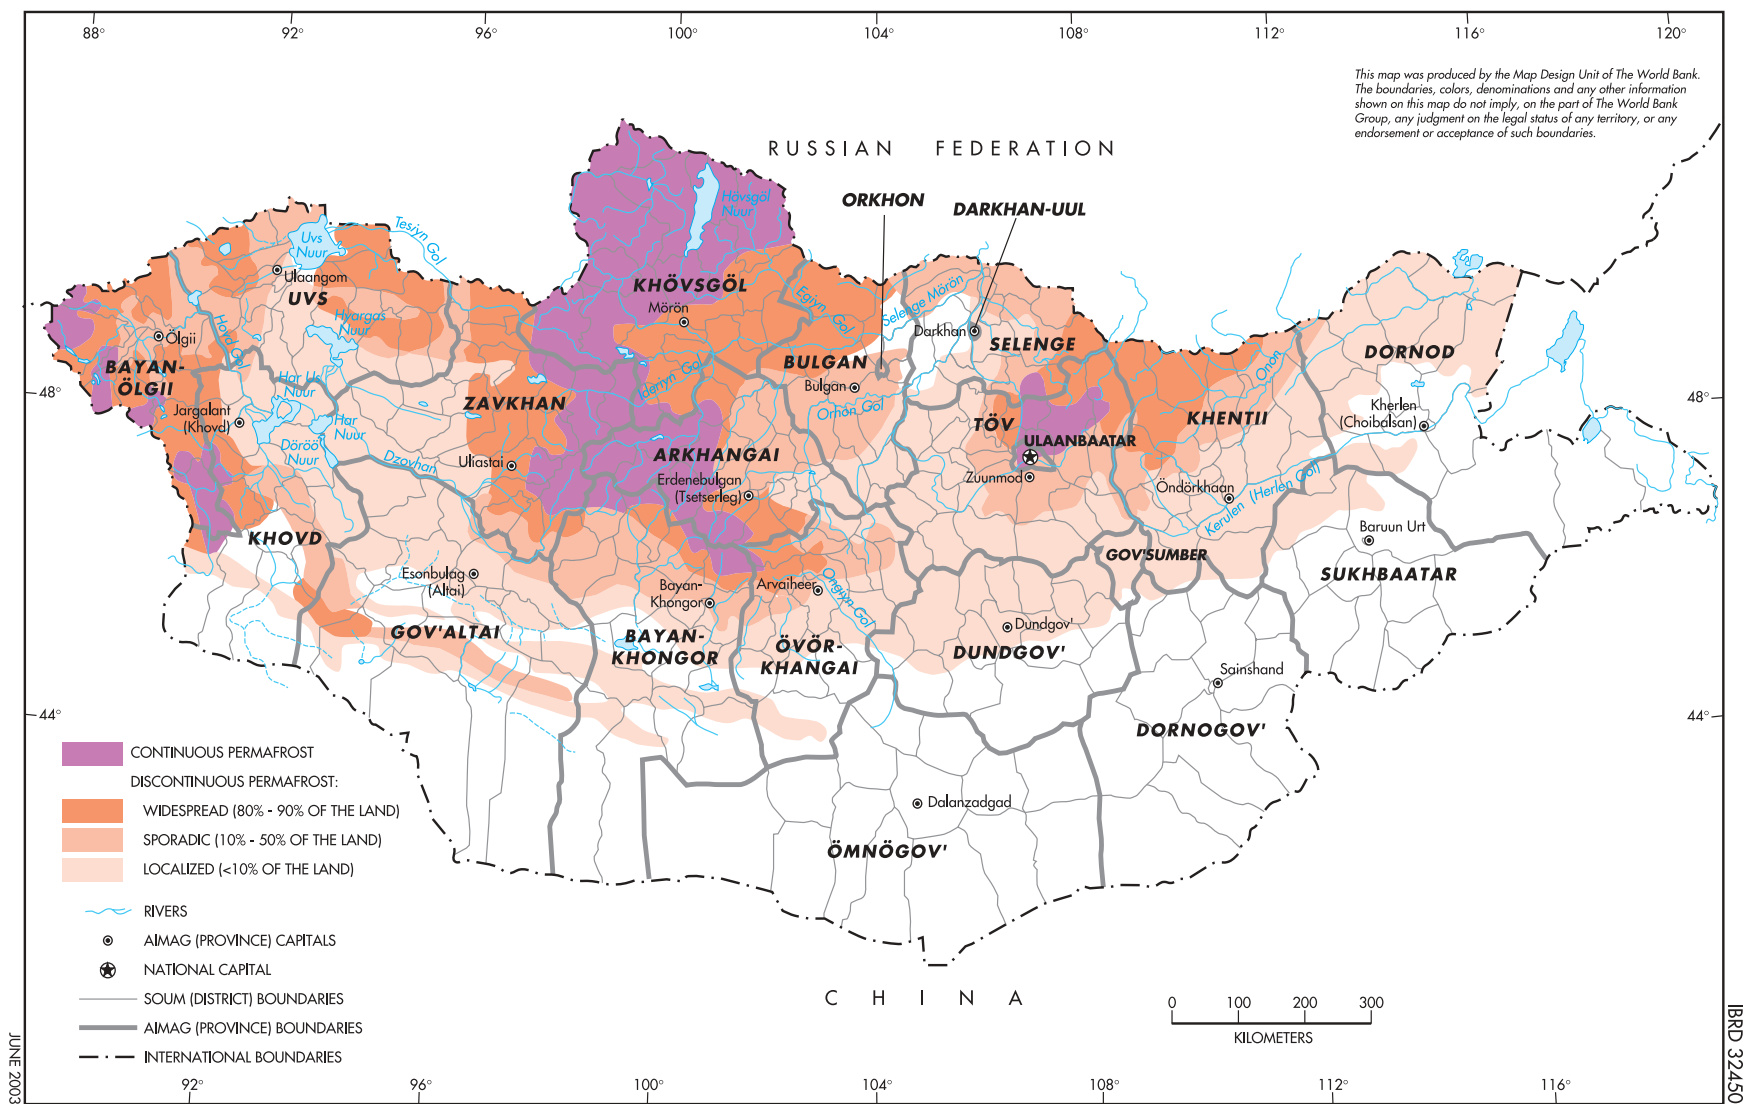 88°
92°
96°
100°
104°
108°
112°
116°
120°
This map was produced by the Map Design Unit of The World Bank.
The boundaries, colors, denominations and any other information
shown on this map do not imply, on the part of The World Bank
Group, any judgment on the legal status of any territory, or any
endorsement or acceptance of such boundaries.
RUSSIAN FEDERATION
ORKHON
DARKHAN-UUL
Hövsgöl
Nuur
Tesiyn Gol
Uvs
Nuur
Ulaangom
UVS
KHÖVSGÖL
Mörön
Egiyn Gol
Selenge Mörön
Hyargas
Nuur
Hovd Gol
Ölgii
Darkhan
SELENGE
DORNOD
BAYAN-
ÖLGII
BULGAN
Onon
Ideriyn Gol
Har Us
Nuur
Bulgan
48°
48°
ZAVKHAN
Orhon Gol
Jargalant
(Khovd)
Har
Nuur
TÖV
KHENTII
Kherlen
(Choibalsan)
ULAANBAATAR
Döröö
Nuur
Dzovhan
Uliastai
ARKHANGAI
Erdenebulgan
(Tsetserleg)
Zuunmod
Öndörkhaan
Kerulen (Herlen Gol)
KHOVD
Baruun Urt
GOV'SUMBER
SUKHBAATAR
Esonbulag
(Altai)
Bayan-
Khongor
Arvaiheer
Ongiyn Gol
GOV'ALTAI
BAYAN-
KHONGOR
ÖVÖR-
KHANGAI
Dundgov'
DUNDGOV'
Sainshand
44°
44°
DORNOGOV'
Dalanzadgad
ÖMNÖGOV'
CHINA
CONTINUOUS PERMAFROST
DISCONTINUOUS PERMAFROST:
WIDESPREAD (80% - 90% OF THE LAND)
SPORADIC (10% - 50% OF THE LAND)
LOCALIZED (<10% OF THE LAND)
RIVERS
AIMAG (PROVINCE) CAPITALS
NATIONAL CAPITAL
SOUM (DISTRICT) BOUNDARIES
AIMAG (PROVINCE) BOUNDARIES
INTERNATIONAL BOUNDARIES
0 100 200 300
KILOMETERS
JUNE 2003
IBRD 32450
92°
96°
100°
104°
108°
112°
116°